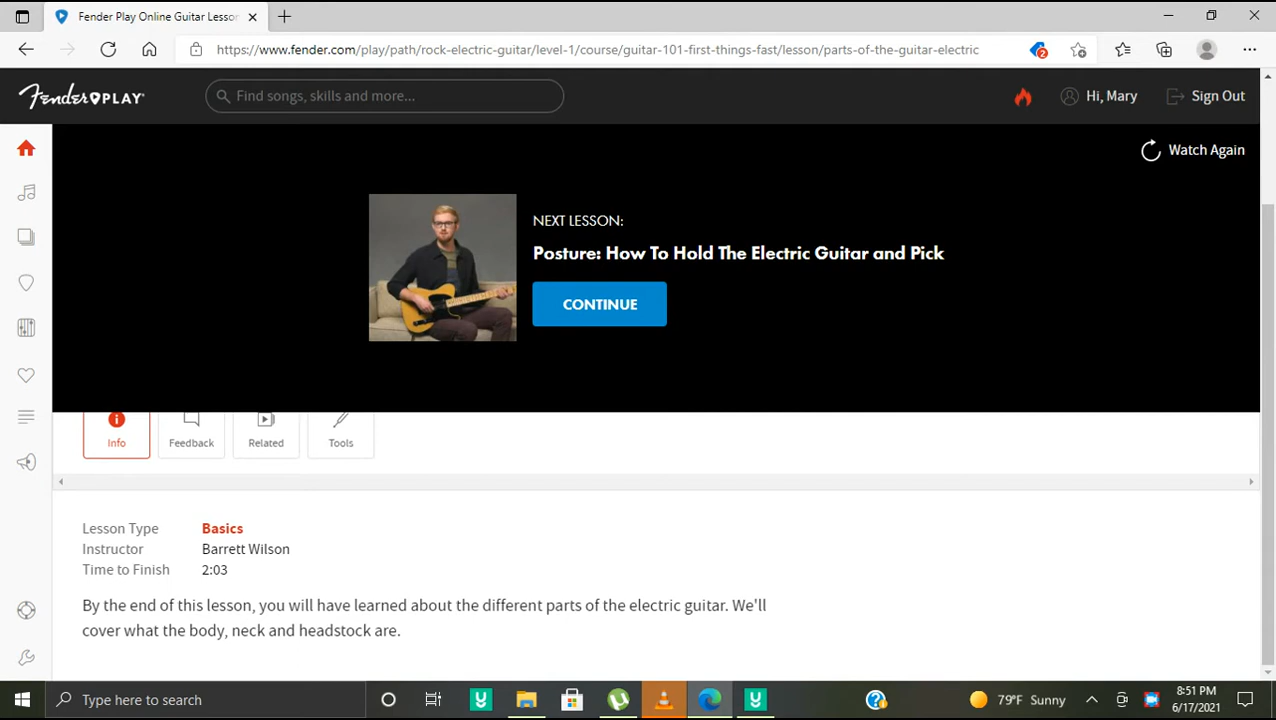 Fender Play Online Guitar Lesso
https://www.fender.com/play/path/rock-electric-guitar/level-1/course/guitar-101-first-things-fast/lesson/parts-of-the-guitar-electric
2
Fender PLAY
Find songs, skills and more...
Hi, Mary
Sign Out
Watch Again
NEXT LESSON:
Posture: How To Hold The Electric Guitar and Pick
CONTINUE
Info
Feedback
Related
Tools
Lesson Type Basics
Instructor Barrett Wilson
Time to Finish 2:03
By the end of this lesson, you will have learned about the different parts of the electric guitar. We'll
cover what the body, neck and headstock are.
Type here to search
79°F Sunny
8:51 PM
6/17/2021